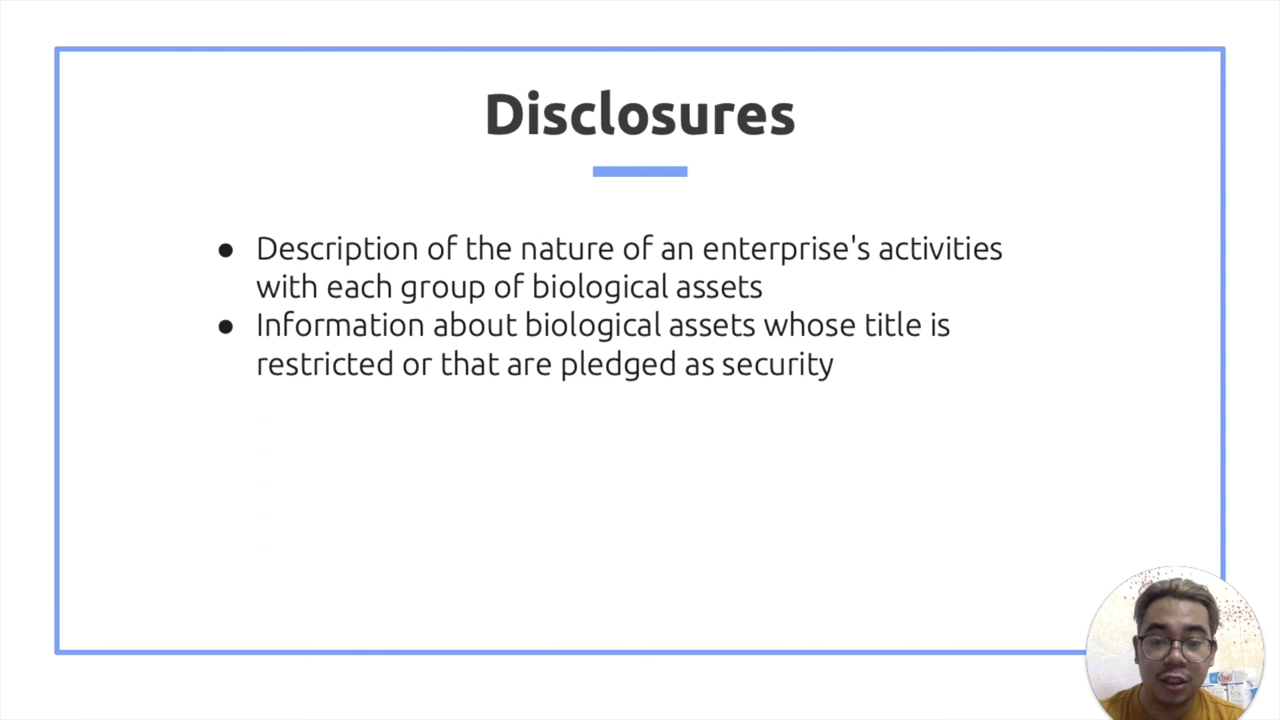 Disclosures
● Description of the nature of an enterprise's activities
with each group of biological assets
● Information about biological assets whose title is
restricted or that are pledged as security